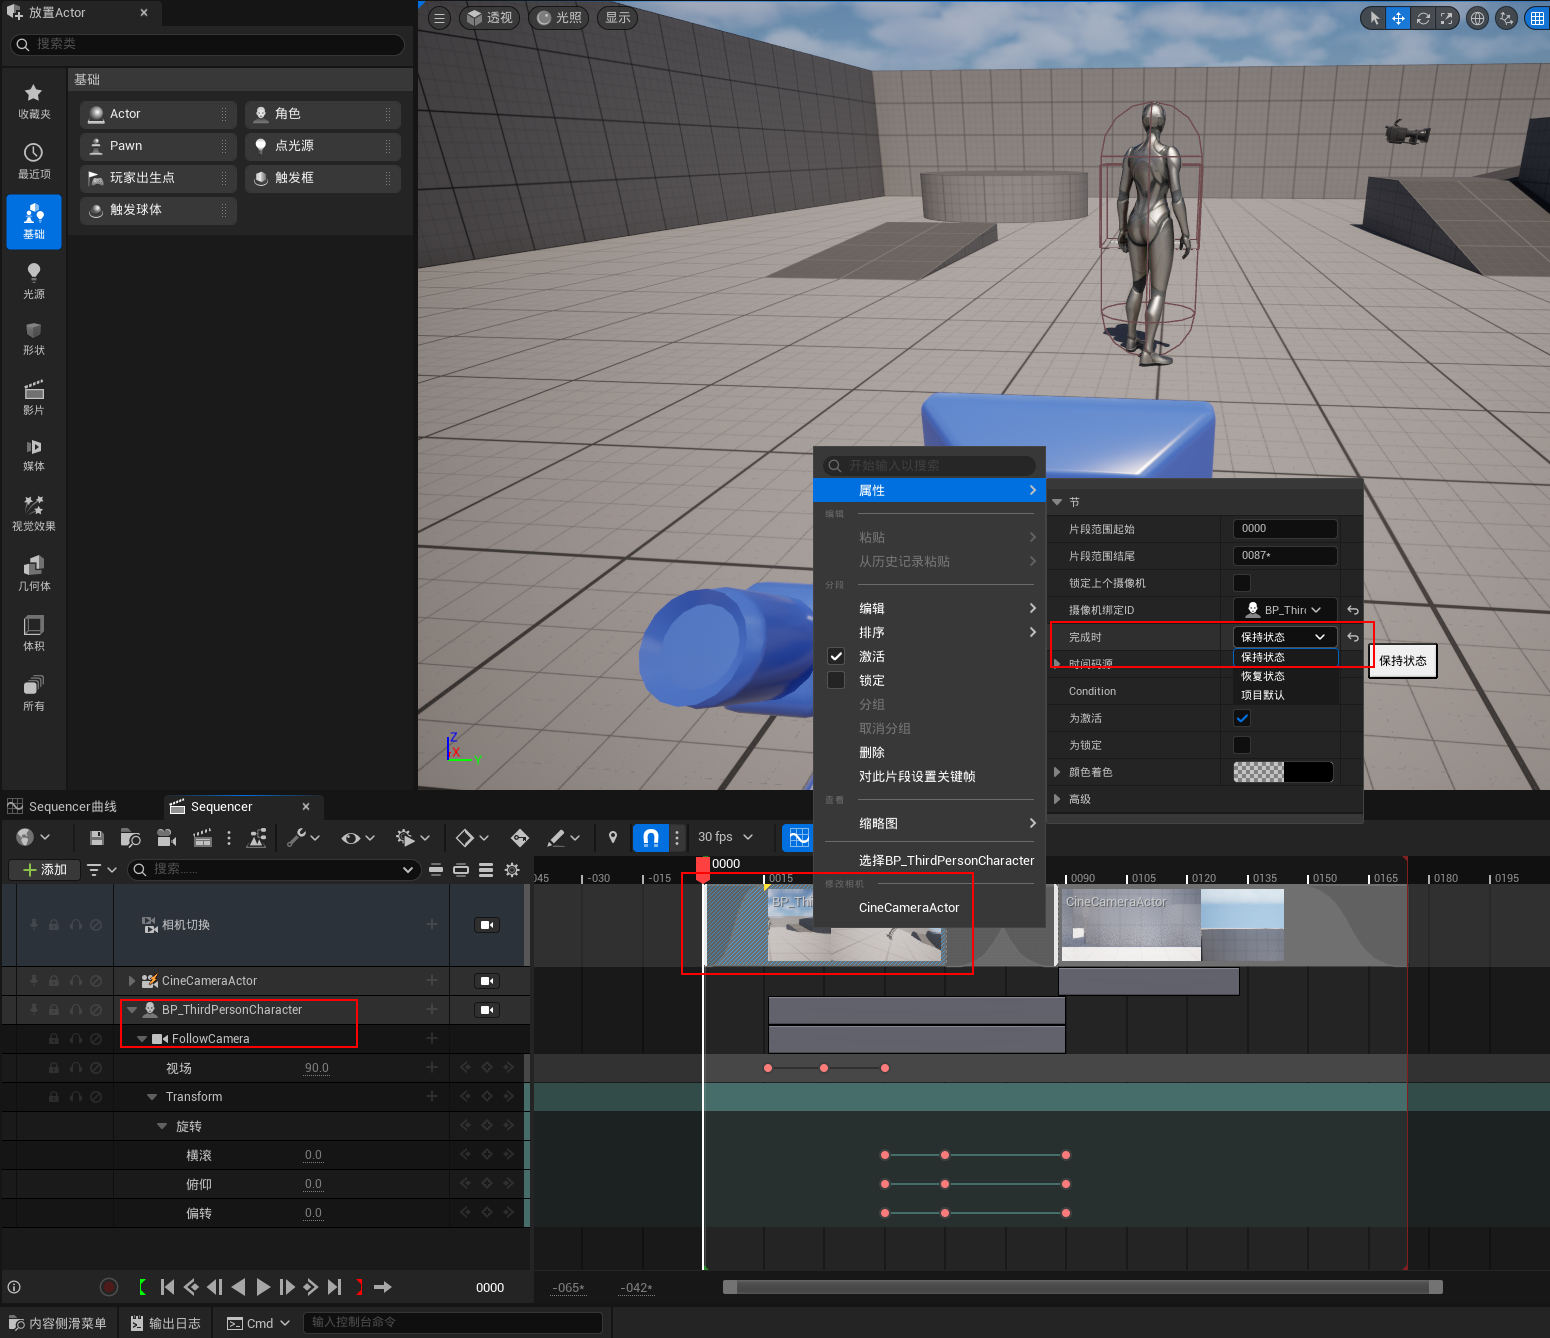 放置Actor
透视
光照
显示
搜索类
基础
收藏夹
Actor
角色
Pawn
点光源
最近项
玩家出生点
触发框
触发球体
基础
光源
形状
影片
媒体
视觉效果
几何体
体积
所有
Z
X
Y
开始输入以搜索
属性
编辑
粘贴
从历史记录粘贴
分段
编辑
排序
激活
锁定
分组
取消分组
删除
对此片段设置关键帧
查看
缩略图
选择BP_ThirdPersonCharacter
修改相机
CineCameraActor
节
片段范围起始
0000
片段范围结尾
0087*
锁定上个摄像机
摄像机绑定ID
BP_Thir
完成时
保持状态
保持状态
时间码源
保持状态
恢复状态
Condition
项目默认
为激活
为锁定
颜色着色
高级
Sequencer曲线
Sequencer
30 fps
添加
搜索......
0000
045
-030
-015
0015
0090
0105
0120
0135
0150
0165
0180
0195
相机切换
BP_Thi
CineCameraActor
CineCameraActor
BP_ThirdPersonCharacter
FollowCamera
视场
90.0
Transform
旋转
横滚
0.0
俯仰
0.0
偏转
0.0
0000
-065*
-042*
内容侧滑菜单
输出日志
Cmd
输入控制台命令